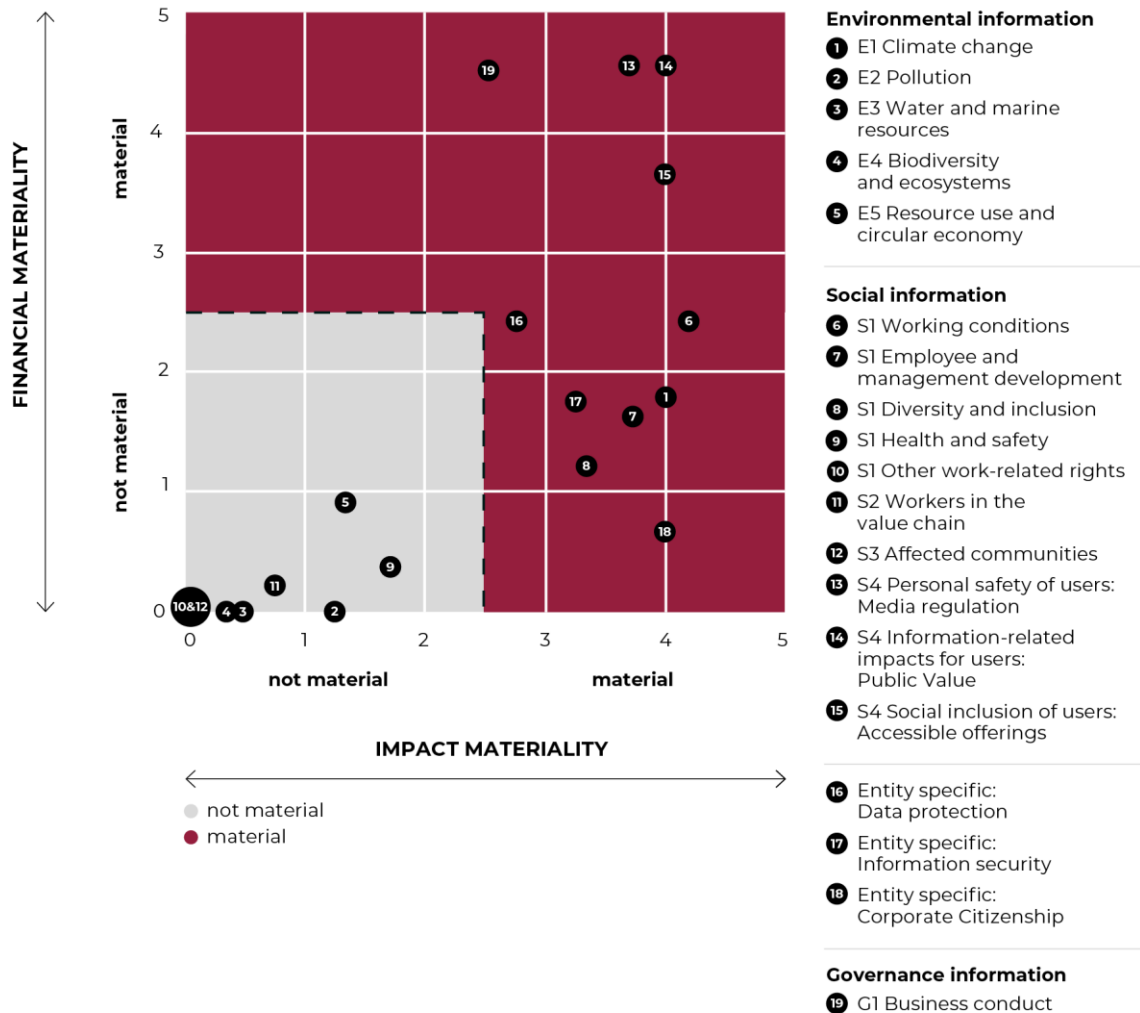 FINANCIAL MATERIALITY
material
not material
5
4
3
2
1
0
19
13
14
15
16
6
17
7
1
8
18
5
9
11
10&12
4
3
2
0
1
2
3
4
5
not material
material
IMPACT MATERIALITY
not material
material
Environmental information
1 E1 Climate change
2 E2 Pollution
3 E3 Water and marine
resources
4 E4 Biodiversity
and ecosystems
5 E5 Resource use and
circular economy
Social information
6 S1 Working conditions
7 S1 Employee and
management development
8 S1 Diversity and inclusion
9 S1 Health and safety
10 S1 Other work-related rights
11 S2 Workers in the
value chain
12 S3 Affected communities
13 S4 Personal safety of users:
Media regulation
14 S4 Information-related
impacts for users:
Public Value
15 S4 Social inclusion of users:
Accessible offerings
16 Entity specific:
Data protection
17 Entity specific:
Information security
18 Entity specific:
Corporate Citizenship
Governance information
19 G1 Business conduct